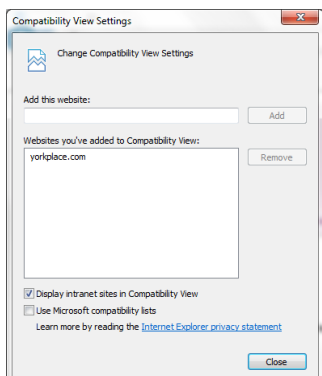 Compatibility View Settings
Change Compatibility View Settings
Add this website:
Add
Websites you've added to Compatibility View:
yorkplace.com
Remove
Display intranet sites in Compatibility View
Use Microsoft compatibility lists
Learn more by reading the Internet Explorer privacy statement
Close